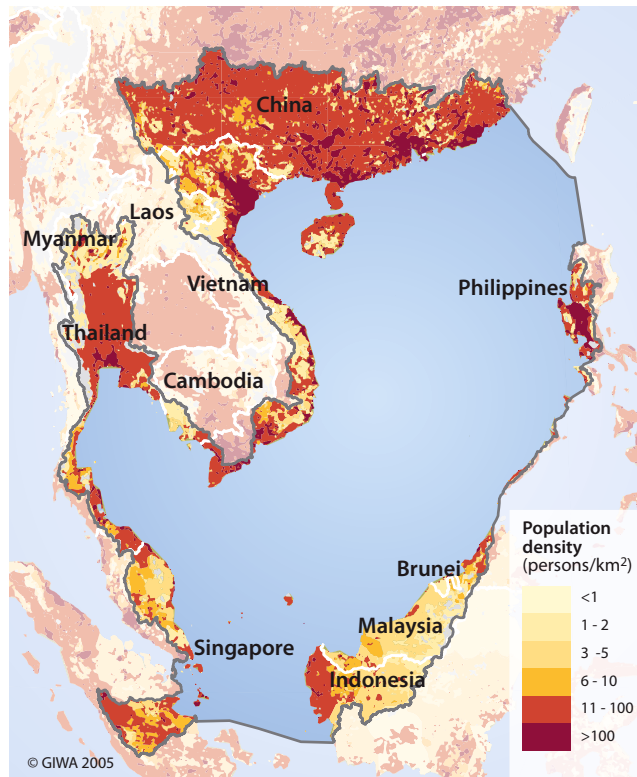 China
Laos
Myanmar
Vietnam
Philippines
Thailand
Cambodia
Population
density
(persons/km²)
<1
1 - 2
3 -5
6 - 10
11 - 100
>100
Brunei
Malaysia
Singapore
Indonesia
© GIWA 2005